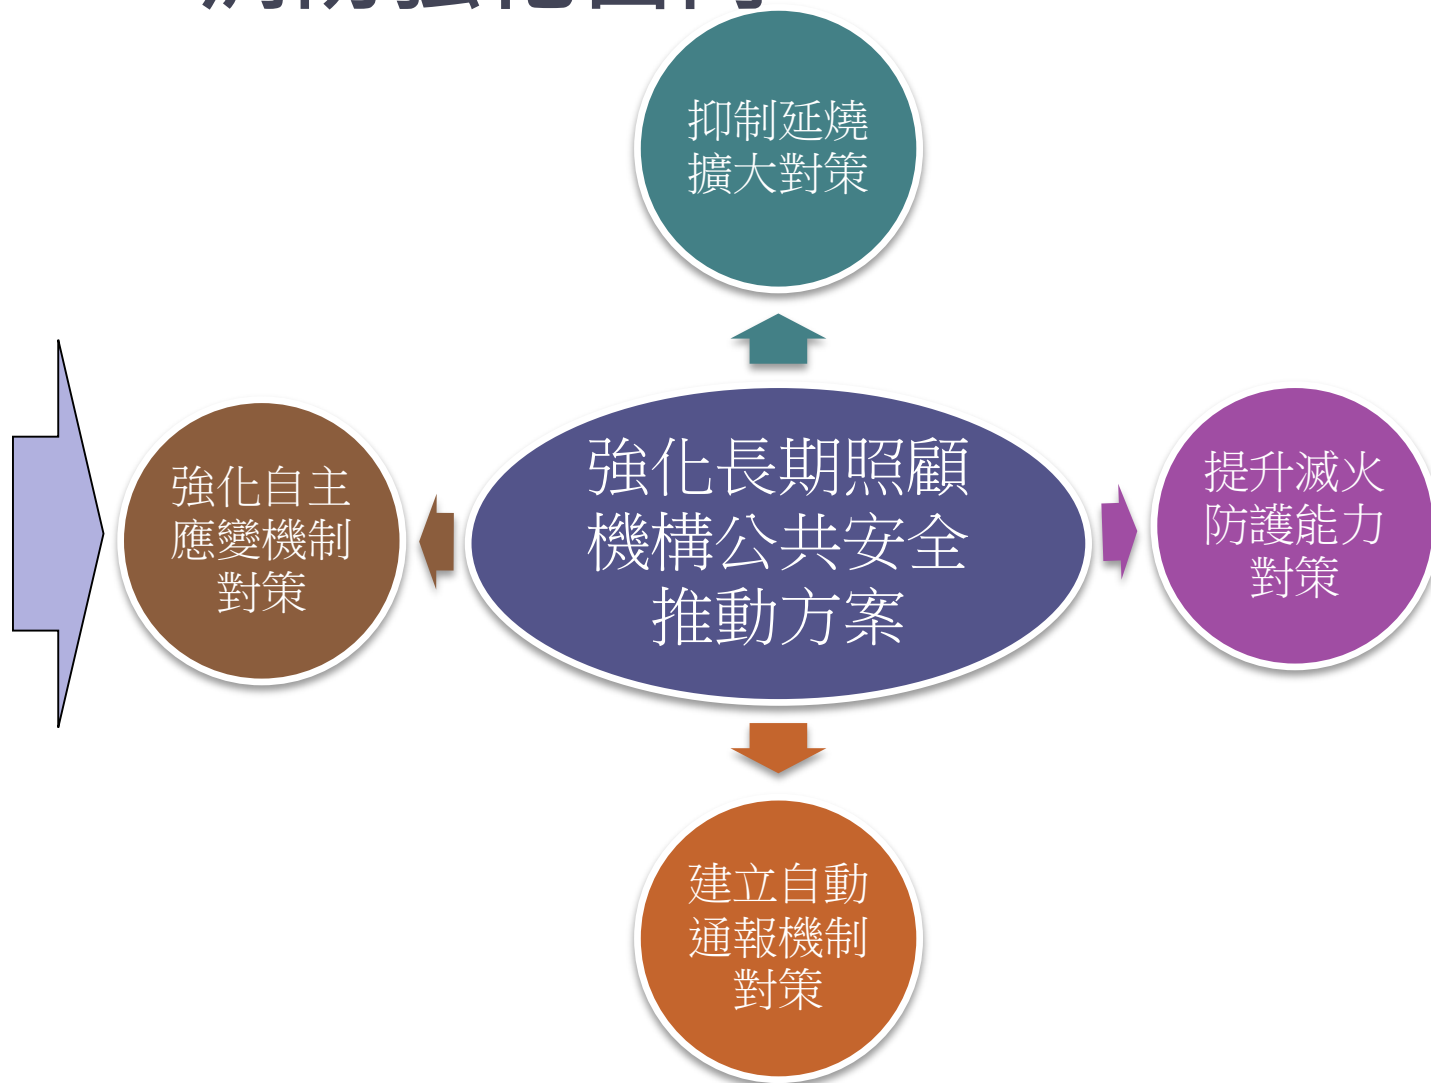 抑制延燒
擴大對策
強化自主
應變機制
對策
強化長期照顧
機構公共安全
推動方案
提升滅火
防護能力
對策
建立自動
通報機制
對策